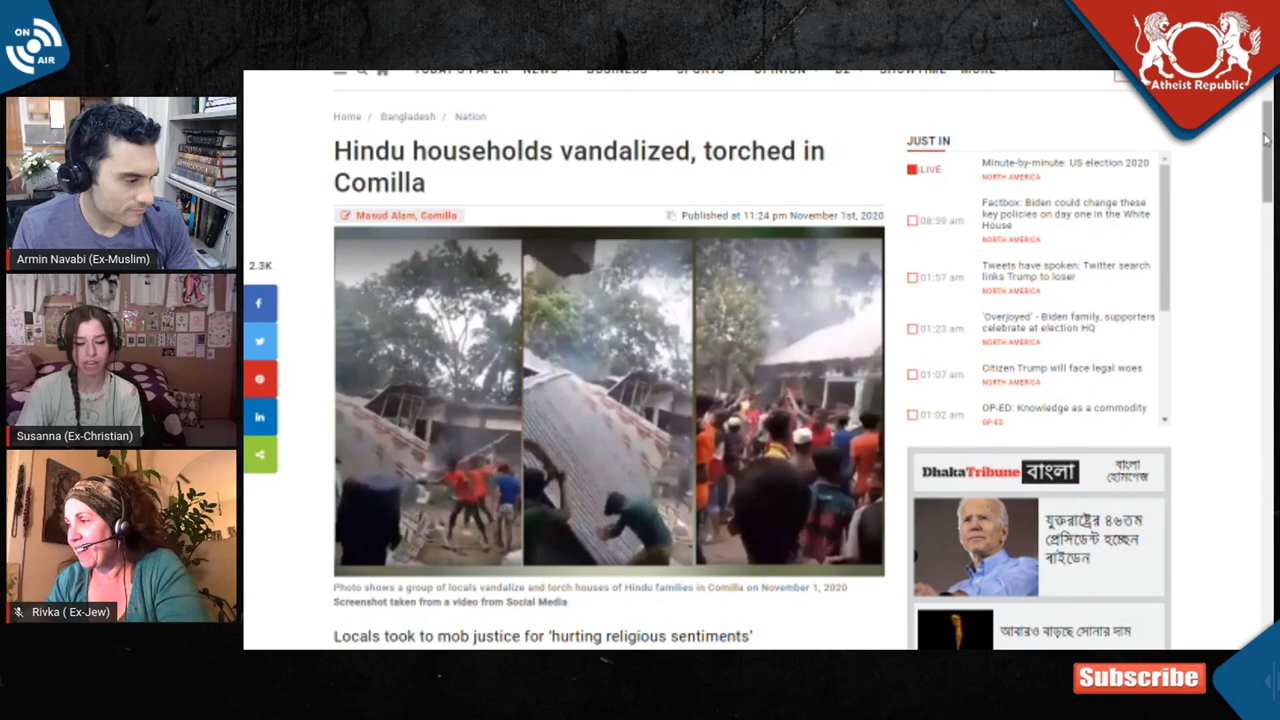 ON
AIR
Atheist Republic
TODAY'S PAPER NEWS BUSINESS SPORTS OPINION SHOWTIME MORE
Home / Bangladesh / Nation
Hindu households vandalized, torched in
Comilla
Masud Alam, Comilla
Published at 11:24 pm November 1st, 2020
2.3K
Photo shows a group of locals vandalize and torch houses of Hindu families in Comilla on November 1, 2020
Screenshot taken from a video from Social Media
Locals took to mob justice for 'hurting religious sentiments'
JUST IN
LIVE
Minute-by-minute: US election 2020
NORTH AMERICA
08:39 am
Factbox: Biden could change these
key policies on day one in the White
House
NORTH AMERICA
01:57 am
Tweets have spoken: Twitter search
links Trump to loser
NORTH AMERICA
01:23 am
'Overjoyed' - Biden family, supporters
celebrate at election HQ
NORTH AMERICA
01:07 am
Citizen Trump will face legal woes
NORTH AMERICA
01:02 am
OP-ED: Knowledge as a commodity
OP-ED
DhakaTribune বাংলা
বাংলা
হোমপেজ
যুক্তরাষ্ট্রের ৪৬তম
প্রেসিডেন্ট হচ্ছেন
বাইডেন
আবারও বাড়ছে সোনার দাম
Armin Navabi (Ex-Muslim)
Susanna (Ex-Christian)
Rivka ( Ex-Jew)
Subscribe